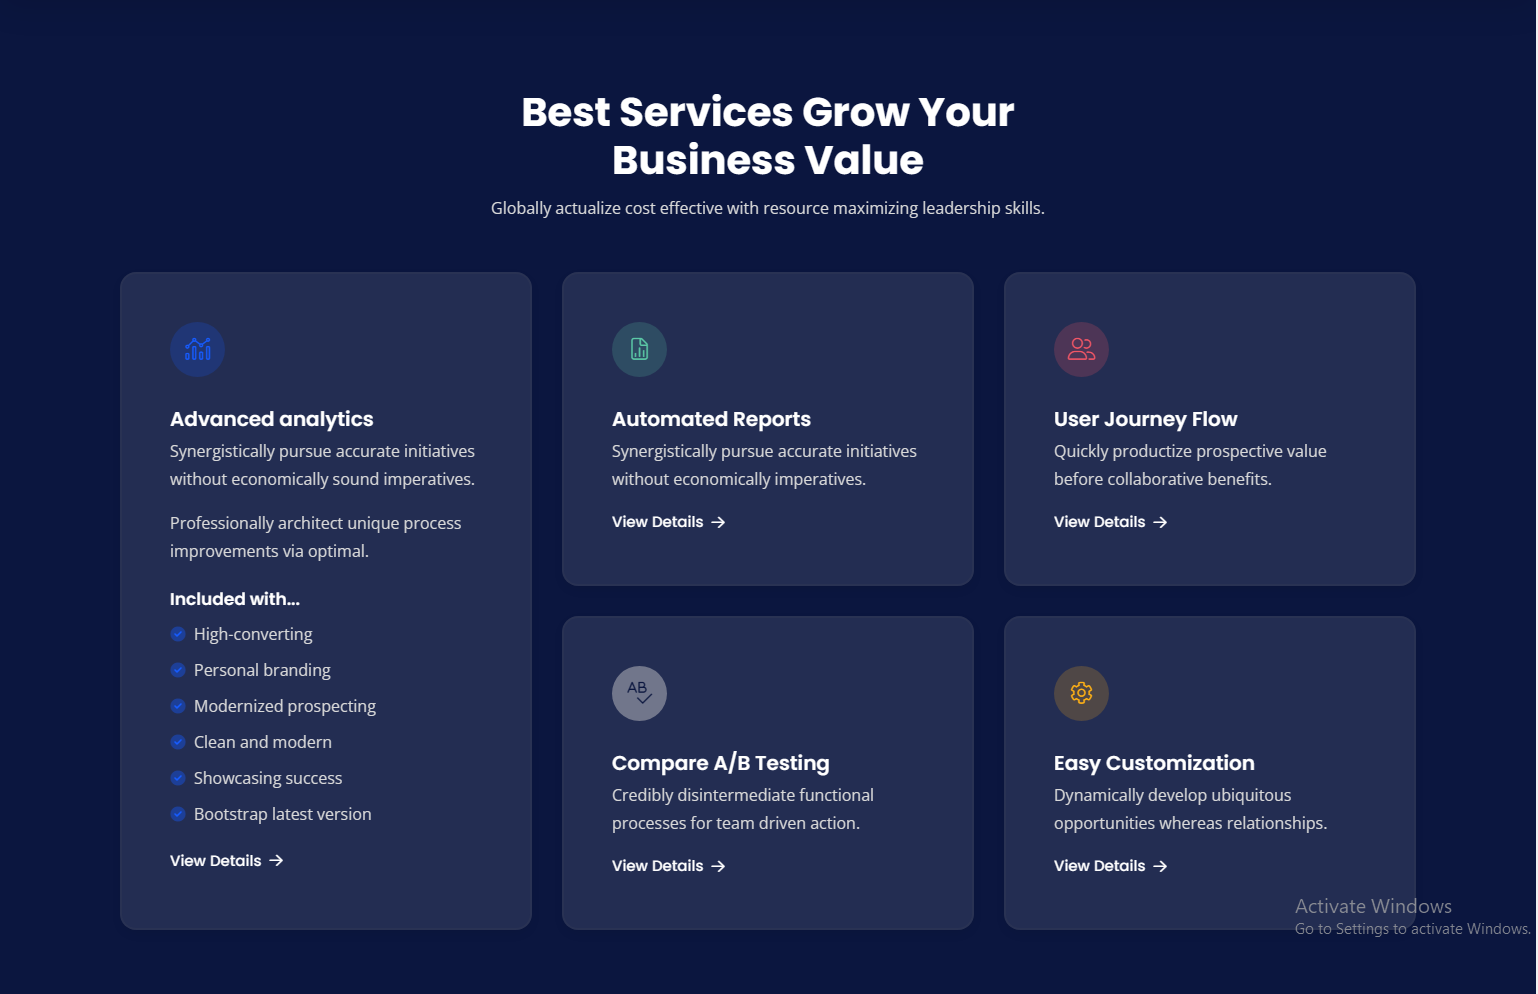 Best Services Grow Your
Business Value
Globally actualize cost effective with resource maximizing leadership skills.
Advanced analytics
Synergistically pursue accurate initiatives
without economically sound imperatives.
Professionally architect unique process
improvements via optimal.
Included with...
High-converting
Personal branding
Modernized prospecting
Clean and modern
Showcasing success
Bootstrap latest version
View Details →
Automated Reports
Synergistically pursue accurate initiatives
without economically imperatives.
View Details →
User Journey Flow
Quickly productize prospective value
before collaborative benefits.
View Details →
AB
Compare A/B Testing
Credibly disintermediate functional
processes for team driven action.
View Details →
Easy Customization
Dynamically develop ubiquitous
opportunities whereas relationships.
View Details →
Activate Windows
Go to Settings to activate Windows.